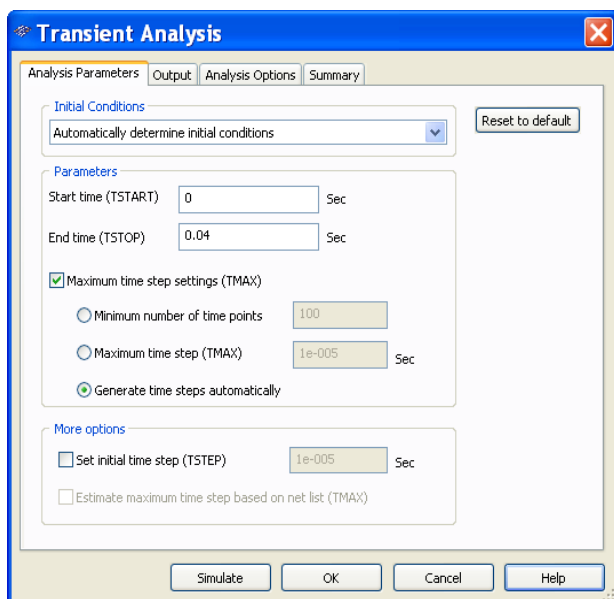 Transient Analysis
Analysis Parameters Output Analysis Options Summary
Initial Conditions
Automatically determine initial conditions
Reset to default
Parameters
Start time (TSTART) 0 Sec
End time (TSTOP) 0.04 Sec
Maximum time step settings (TMAX)
Minimum number of time points 100
Maximum time step (TMAX) 1e-005 Sec
Generate time steps automatically
More options
Set initial time step (TSTEP) 1e-005 Sec
Estimate maximum time step based on net list (TMAX)
Simulate OK Cancel Help